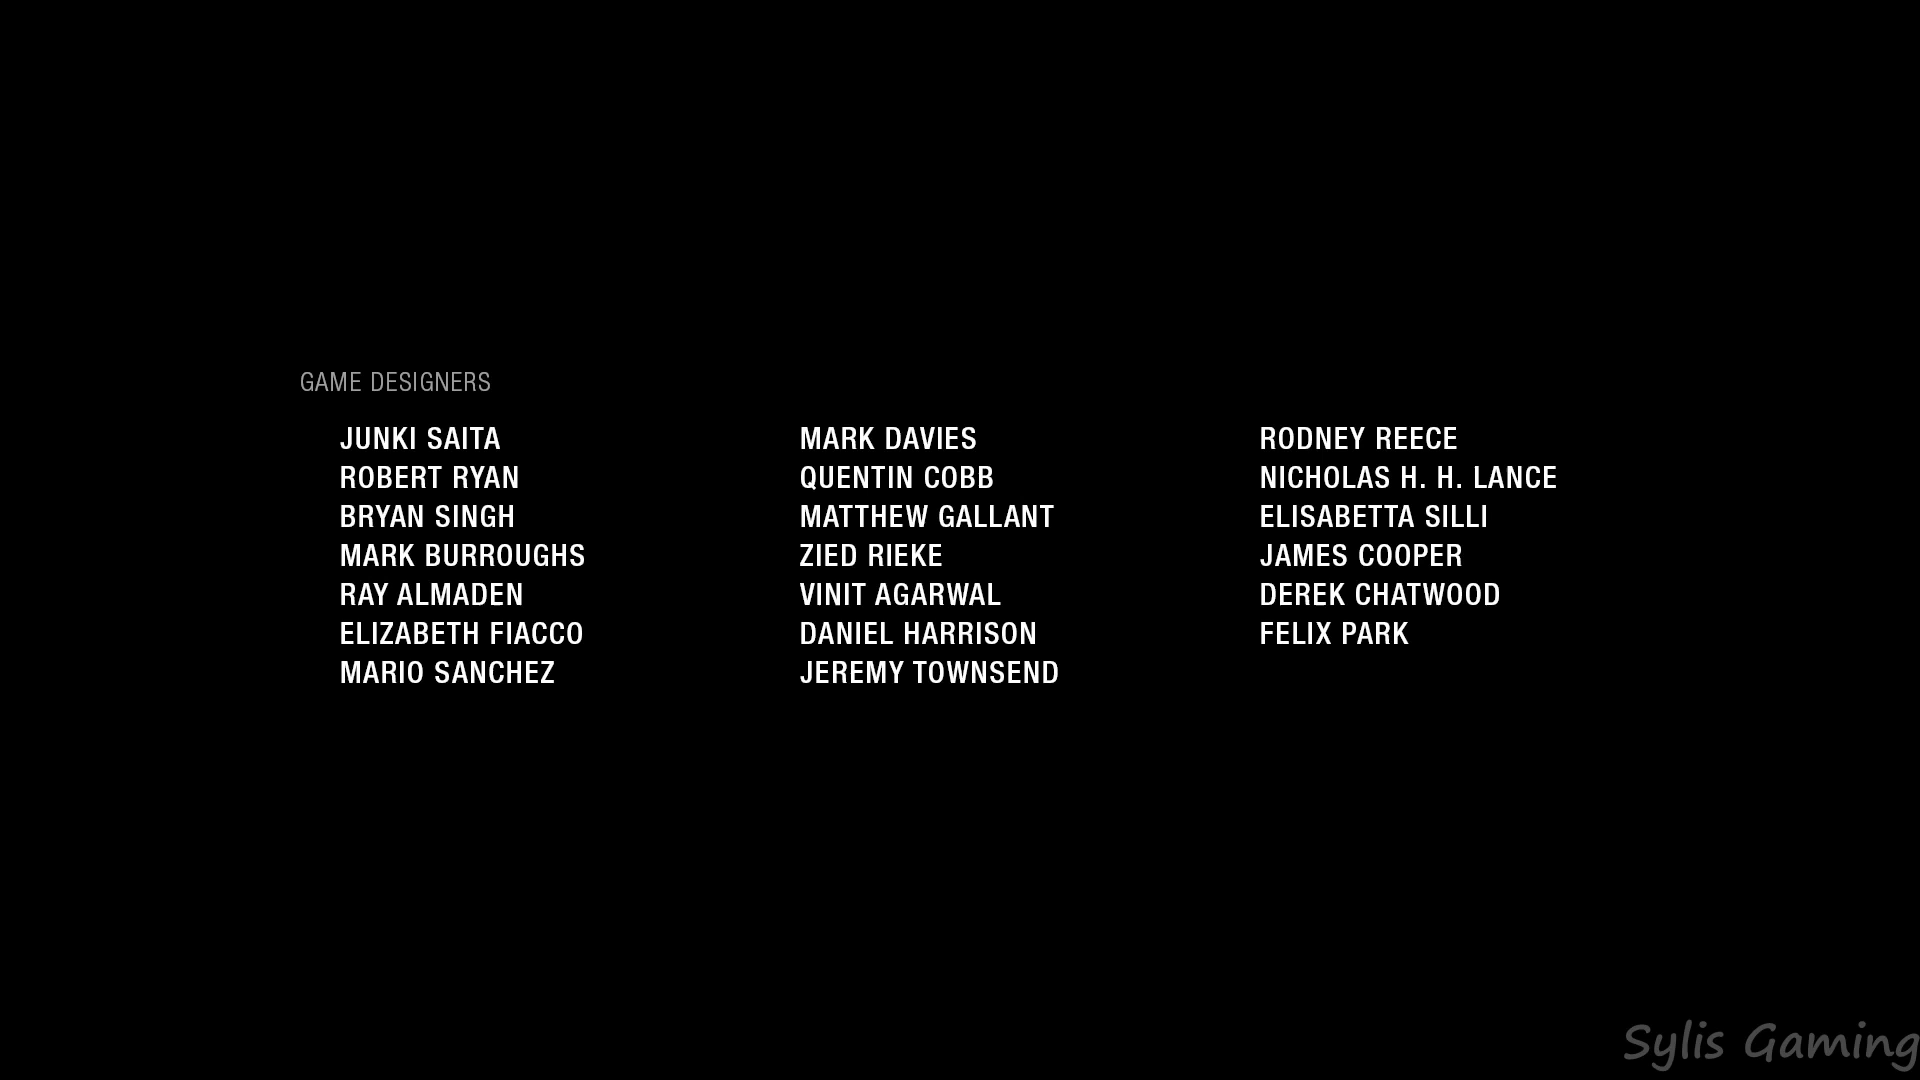 GAME DESIGNERS
JUNKI SAITA
ROBERT RYAN
BRYAN SINGH
MARK BURROUGHS
RAY ALMADEN
ELIZABETH FIACCO
MARIO SANCHEZ
MARK DAVIES
QUENTIN COBB
MATTHEW GALLANT
ZIED RIEKE
VINIT AGARWAL
DANIEL HARRISON
JEREMY TOWNSEND
RODNEY REECE
NICHOLAS H. H. LANCE
ELISABETTA SILLI
JAMES COOPER
DEREK CHATWOOD
FELIX PARK
Sylis Gaming